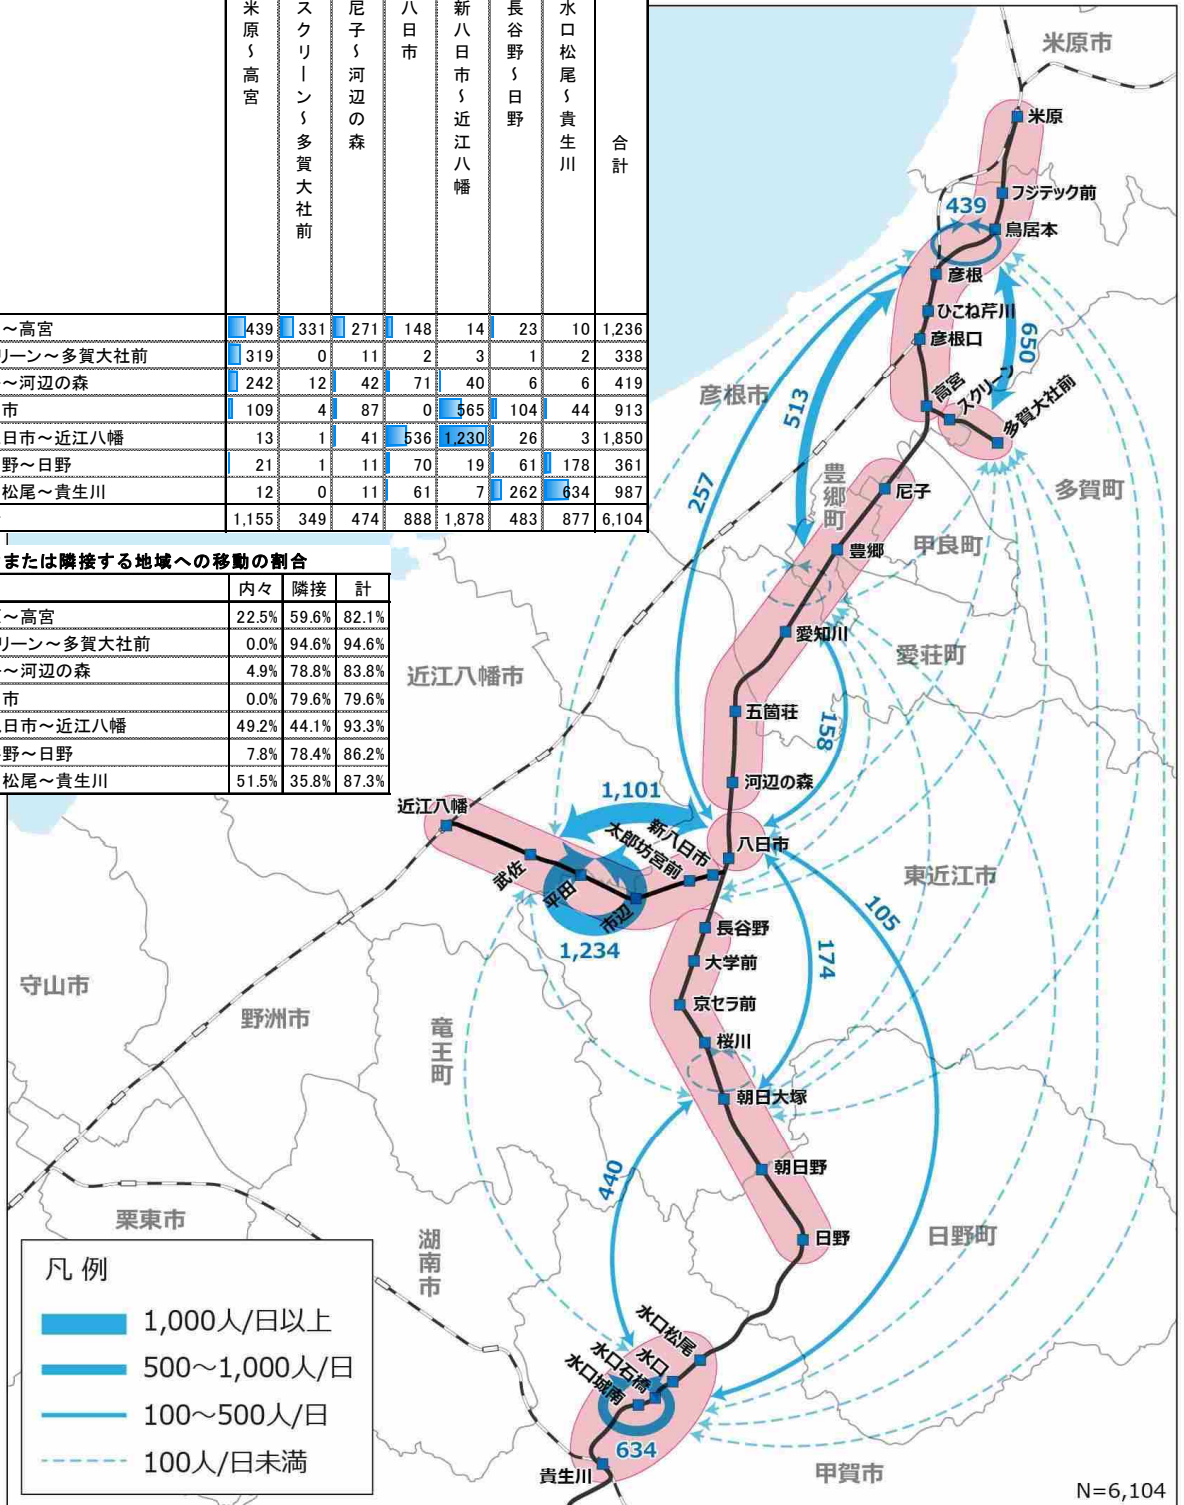 米原～高宮
スクリーン～多賀大社前
尼子～河辺の森
八日市
新八日市～近江八幡
長谷野～日野
水口松尾～貴生川
合計
～高宮 439 331 271 148 14 23 10 1,236
リーン～多賀大社前 319 0 11 2 3 1 2 338
～河辺の森 242 12 42 71 40 6 6 419
市 109 4 87 0 565 104 44 913
日市～近江八幡 13 1 41 536 1,230 26 3 1,850
野～日野 21 1 11 70 19 61 178 361
松尾～貴生川 12 0 11 61 7 262 634 987
1,155 349 474 888 1,878 483 877 6,104
または隣接する地域への移動の割合
内々 隣接 計
～高宮 22.5% 59.6% 82.1%
リーン～多賀大社前 0.0% 94.6% 94.6%
～河辺の森 4.9% 78.8% 83.8%
市 0.0% 79.6% 79.6%
日市～近江八幡 49.2% 44.1% 93.3%
野～日野 7.8% 78.4% 86.2%
松尾～貴生川 51.5% 35.8% 87.3%
米原市
米原
フジテック前
439
鳥居本
彦根
ひこね芹川
彦根口
650
彦根市
513
高宮
スクリーン
多賀大社前
257
豊郷町
尼子
多賀町
豊郷
甲良町
愛知川
愛荘町
近江八幡市
五箇荘
158
河辺の森
1,101
近江八幡
新八日市
太郎坊宮前
八日市
武佐
平田
市辺
東近江市
105
1,234
長谷野
174
大学前
守山市
京セラ前
野洲市
竜王町
桜川
朝日大塚
440
朝日野
栗東市
湖南市
日野
日野町
水口松尾
水口
水口石橋
水口城南
634
貴生川
甲賀市
凡例
1,000人/日以上
500～1,000人/日
100～500人/日
100人/日未満
N=6,104